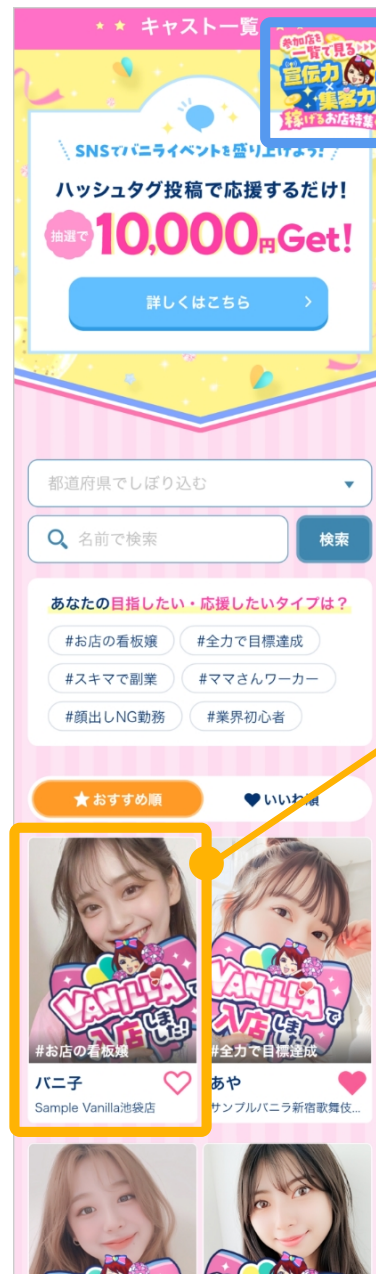 キャスト一覧
参加店を
一覧で見る
宣伝力
×
集客力
稼げるお店特集
SNSでバニライベントを盛り上げよう!
ハッシュタグ投稿で応援するだけ!
抽選で 10,000円Get!
詳しくはこちら
都道府県でしぼり込む
名前で検索 検索
あなたの目指したい・応援したいタイプは?
#お店の看板嬢 #全力で目標達成
#スキマで副業 #ママさんワーカー
#顔出しNG勤務 #業界初心者
おすすめ順 いいね順
VANILLAで
入店しました!
#お店の看板嬢
バニ子
Sample Vanilla池袋店
VANILLAで
入店し
#全力で目標達成
あや
サンプルバニラ新宿歌舞伎...